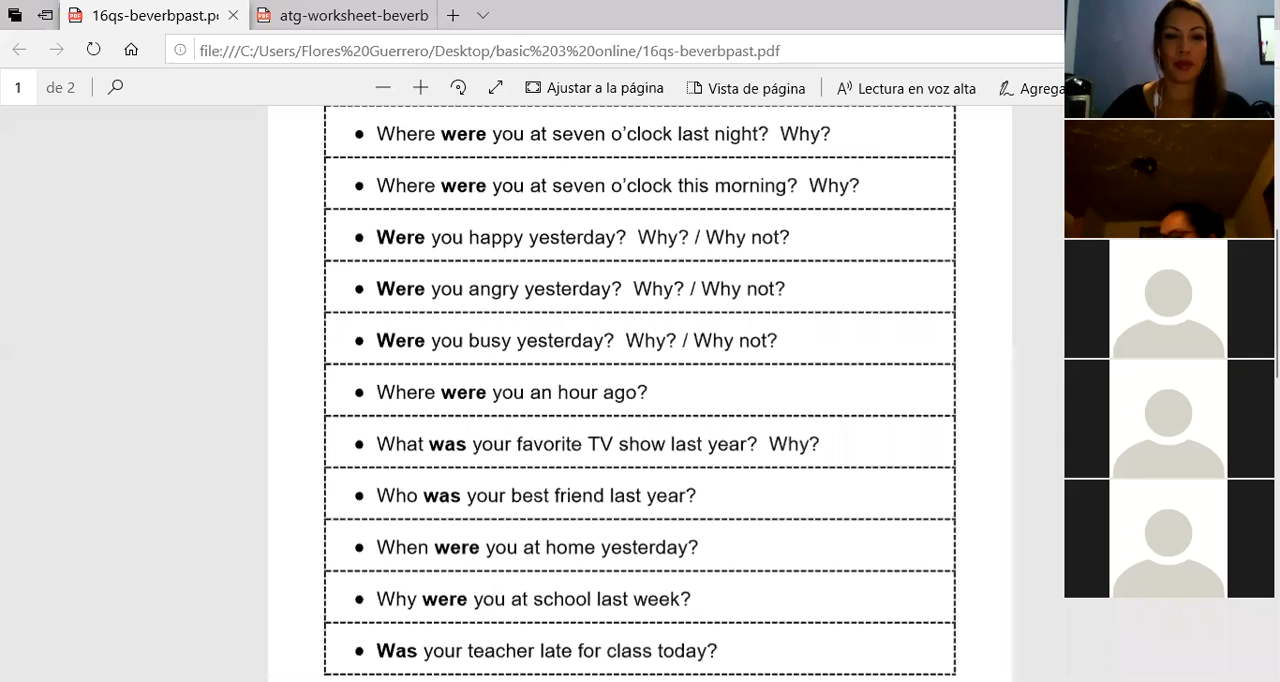 16qs-beverbpast.p
atg-worksheet-beverb
file:///C:/Users/Flores%20Guerrero/Desktop/basic%203%20online/16qs-beverbpast.pdf
1 de 2
Ajustar a la página
Vista de página
Lectura en voz alta
Agrega
• Where were you at seven o'clock last night? Why?
• Where were you at seven o'clock this morning? Why?
• Were you happy yesterday? Why? / Why not?
• Were you angry yesterday? Why? / Why not?
• Were you busy yesterday? Why? / Why not?
• Where were you an hour ago?
• What was your favorite TV show last year? Why?
• Who was your best friend last year?
• When were you at home yesterday?
• Why were you at school last week?
• Was your teacher late for class today?